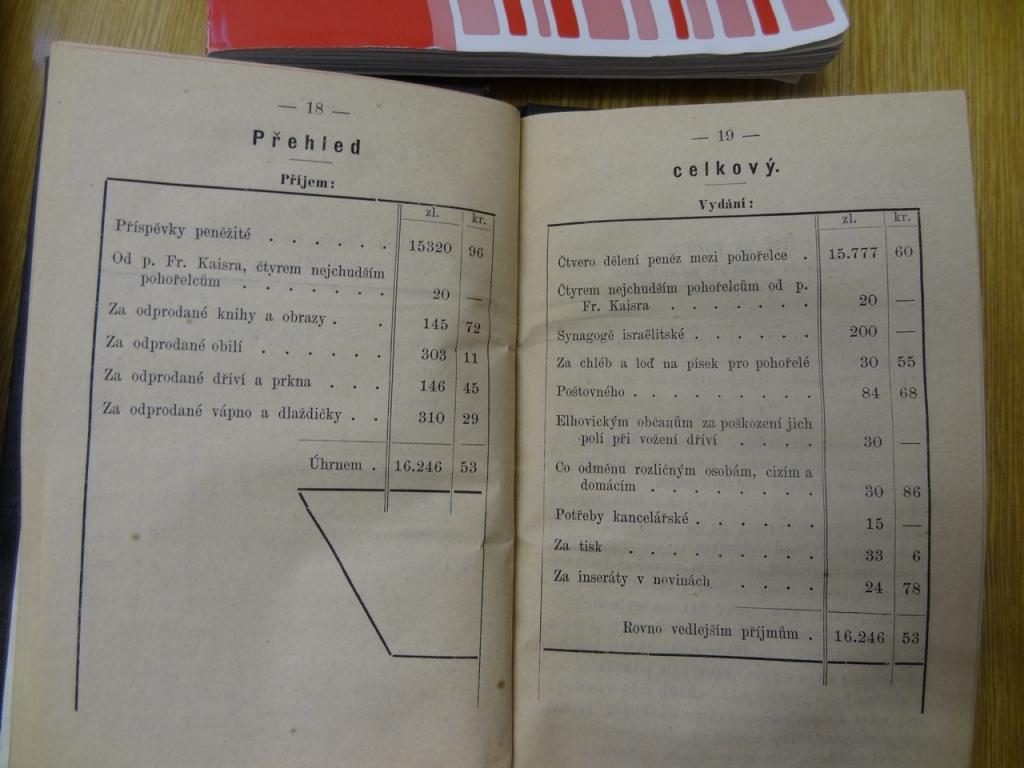 — 18 —
Přehled
Příjem:
zl. kr.
Příspěvky peněžité . . . . . . 15320 96
Od p. Fr. Kaisra, čtyrem nejchudším
pohořelcům . . . . . . . 20 —
Za odprodané knihy a obrazy . . 145 72
Za odprodané obilí . . . . . . 303 11
Za odprodané dříví a prkna . . . 146 45
Za odprodané vápno a dlaždičky . . 310 29
Úhrnem . 16.246 53
— 19 —
celkový.
Vydání:
zl. kr.
Čtvero dělení peněz mezi pohořelce . 15.777 60
Čtyrem nejchudším pohořelcům od p.
Fr. Kaisra . . . . . . . 20 —
Synagogě israëlitské . . . . . . 200 —
Za chléb a loď na písek pro pohořelé 30 55
Poštovného . . . . . . . . . 84 68
Elhovickým občanům za poškození jich
polí při vožení dříví . . . . 30 —
Co odměnu rozličným osobám, cizím a
domácím . . . . . . . . 30 86
Potřeby kancelářské . . . . . . 15 —
Za tisk . . . . . . . . . 33 6
Za inseráty v novinách . . . . 24 78
Rovno vedlejším příjmům . 16.246 53